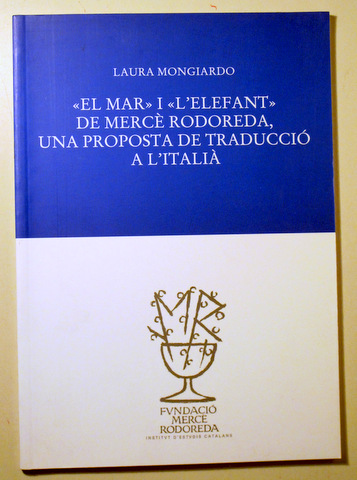 LAURA MONGIARDO
«EL MAR» I «L'ELEFANT»
DE MERCÈ RODOREDA,
UNA PROPOSTA DE TRADUCCIÓ
A L'ITALIÀ
MR
FVNDACIÓ
MERCÈ
RODOREDA
INSTITUT D'ESTUDIS CATALANS